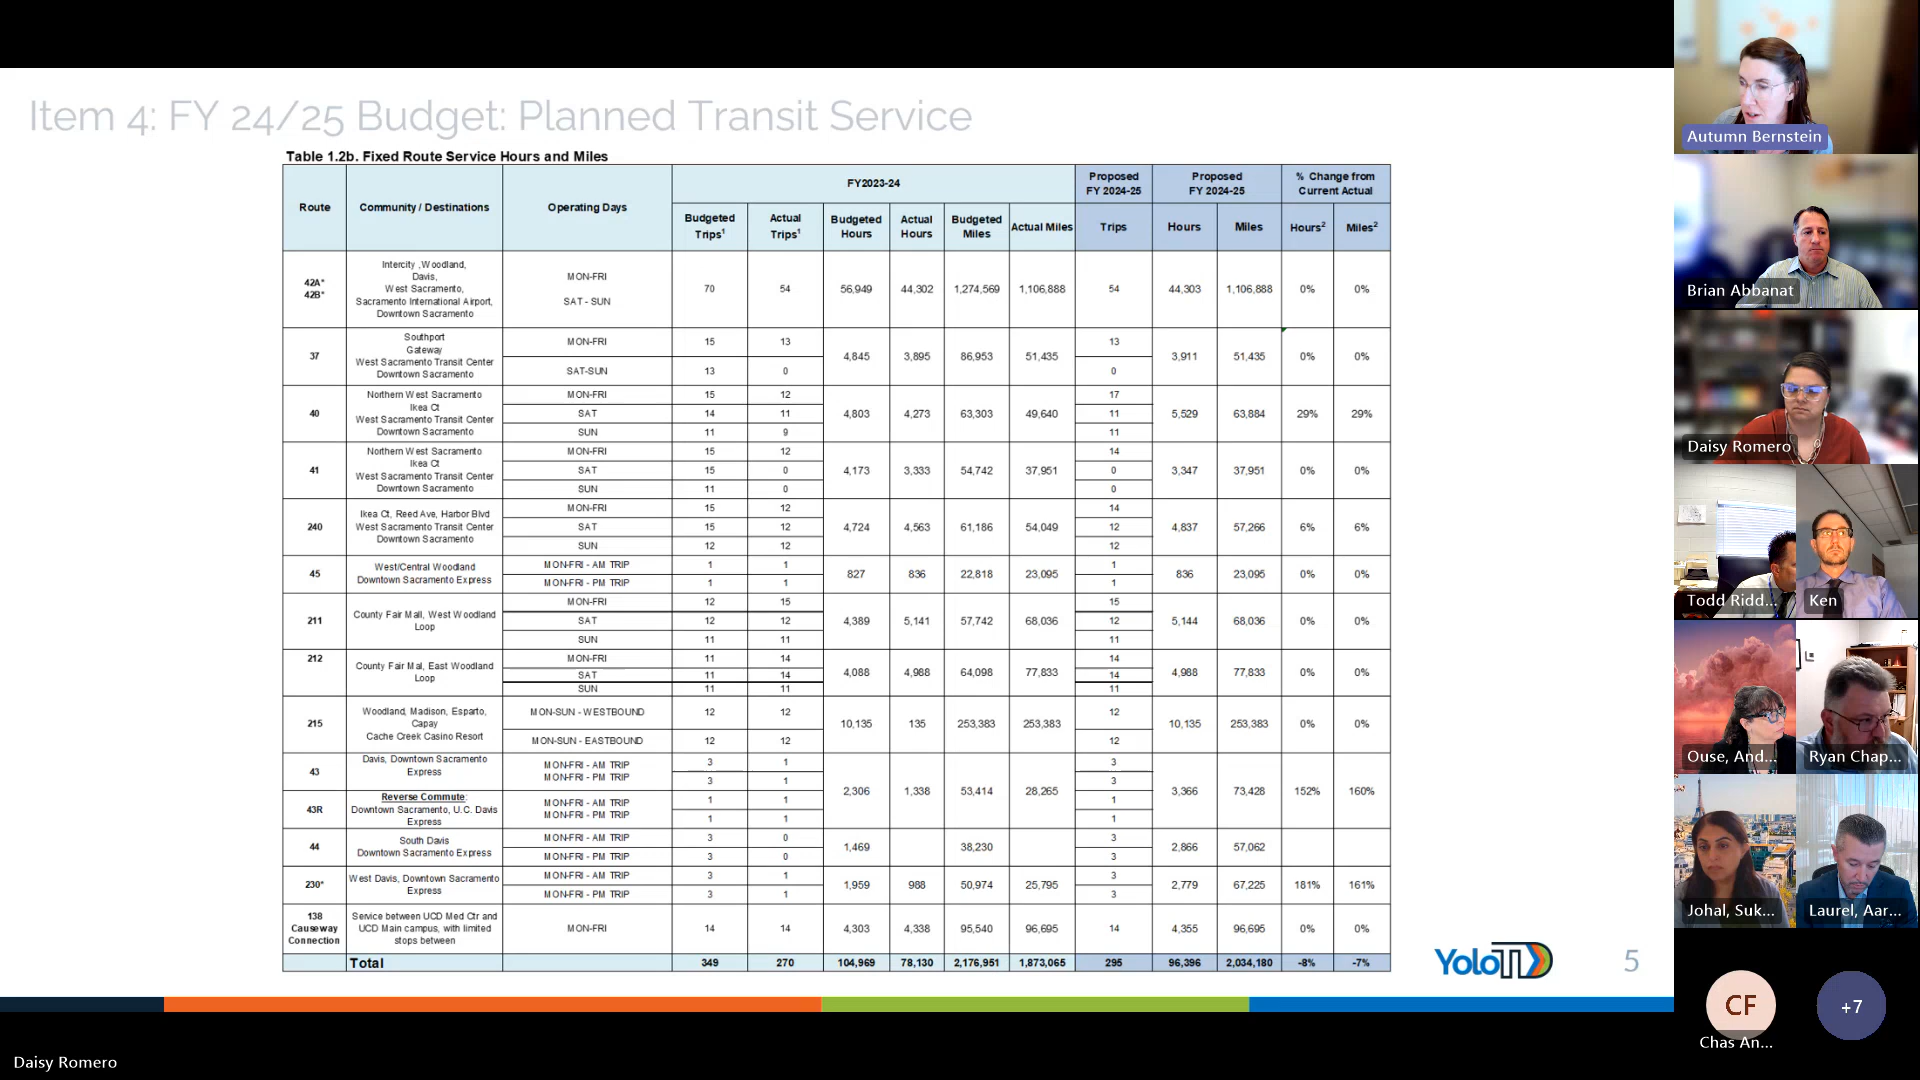 Item 4: FY 24/25 Budget: Planned Transit Service
Table 1.2b. Fixed Route Service Hours and Miles
Route Community / Destinations Operating Days FY2023-24 Proposed FY 2024-25 Proposed FY 2024-25 % Change from Current Actual
Budgeted Trips1 Actual Trips1 Budgeted Hours Actual Hours Budgeted Miles Actual Miles Trips Hours Miles Hours2 Miles2
42A* 42B* Intercity ,Woodland, Davis, West Sacramento, Sacramento International Airport, Downtown Sacramento MON-FRI SAT - SUN 70 54 56,949 44,302 1,274,569 1,106,888 54 44,303 1,106,888 0% 0%
37 Southport Gateway West Sacramento Transit Center Downtown Sacramento MON-FRI 15 13 4,845 3,895 86,953 51,435 13 3,911 51,435 0% 0%
SAT-SUN 13 0 0
40 Northern West Sacramento Ikea Ct West Sacramento Transit Center Downtown Sacramento MON-FRI 15 12 4,803 4,273 63,303 49,640 17 5,529 63,884 29% 29%
SAT 14 11 11
SUN 11 9 11
41 Northern West Sacramento Ikea Ct West Sacramento Transit Center Downtown Sacramento MON-FRI 15 12 4,173 3,333 54,742 37,951 14 3,347 37,951 0% 0%
SAT 15 0 0
SUN 11 0 0
240 Ikea Ct, Reed Ave, Harbor Blvd West Sacramento Transit Center Downtown Sacramento MON-FRI 15 12 4,724 4,563 61,186 54,049 14 4,837 57,266 6% 6%
SAT 15 12 12
SUN 12 12 12
45 West/Central Woodland Downtown Sacramento Express MON-FRI - AM TRIP 1 1 827 836 22,818 23,095 1 836 23,095 0% 0%
MON-FRI - PM TRIP 1 1 1
211 County Fair Mall, West Woodland Loop MON-FRI 12 15 4,389 5,141 57,742 68,036 15 5,144 68,036 0% 0%
SAT 12 12 12
SUN 11 11 11
212 County Fair Mal, East Woodland Loop MON-FRI 11 14 4,088 4,988 64,098 77,833 14 4,988 77,833 0% 0%
SAT 11 14 14
SUN 11 11 11
215 Woodland, Madison, Esparto, Capay Cache Creek Casino Resort MON-SUN - WESTBOUND 12 12 10,135 135 253,383 253,383 12 10,135 253,383 0% 0%
MON-SUN - EASTBOUND 12 12 12
43 Davis, Downtown Sacramento Express MON-FRI - AM TRIP 3 1 2,306 1,338 53,414 28,265 3 3,366 73,428 152% 160%
MON-FRI - PM TRIP 3 1 3
43R Reverse Commute: Downtown Sacramento, U.C. Davis Express MON-FRI - AM TRIP 1 1 1
MON-FRI - PM TRIP 1 1 1
44 South Davis Downtown Sacramento Express MON-FRI - AM TRIP 3 0 1,469 38,230 3 2,866 57,062
MON-FRI - PM TRIP 3 0 3
230* West Davis, Downtown Sacramento Express MON-FRI - AM TRIP 3 1 1,959 988 50,974 25,795 3 2,779 67,225 181% 161%
MON-FRI - PM TRIP 3 1 3
138 Causeway Connection Service between UCD Med Ctr and UCD Main campus, with limited stops between MON-FRI 14 14 4,303 4,338 95,540 96,695 14 4,355 96,695 0% 0%
Total 349 270 104,969 78,130 2,176,951 1,873,065 295 96,396 2,034,180 -8% -7%
YoloTD
5
Daisy Romero
Autumn Bernstein
Brian Abbanat
Daisy Romero
Todd Ridd... Ken
Ouse, And... Ryan Chap...
Johal, Suk... Laurel, Aar...
CF +7
Chas An...